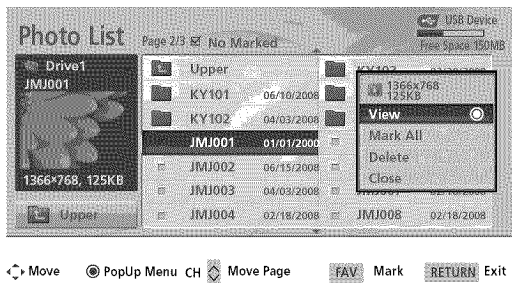 Photo List
Page 2/3 No Marked
USB Device
Free Space 150MB
Drive1
JMJ001
1366×768, 125KB
Upper
Upper
KY101 06/10/2008
KY102 04/03/2008
JMJ001 01/01/2000
JMJ002 06/15/2008
JMJ003 04/03/2008
JMJ004 02/18/2008
KY103
JMJ008 02/18/2008
1366x768
125KB
View
Mark All
Delete
Close
Move
PopUp Menu
CH Move Page
FAV Mark
RETURN Exit